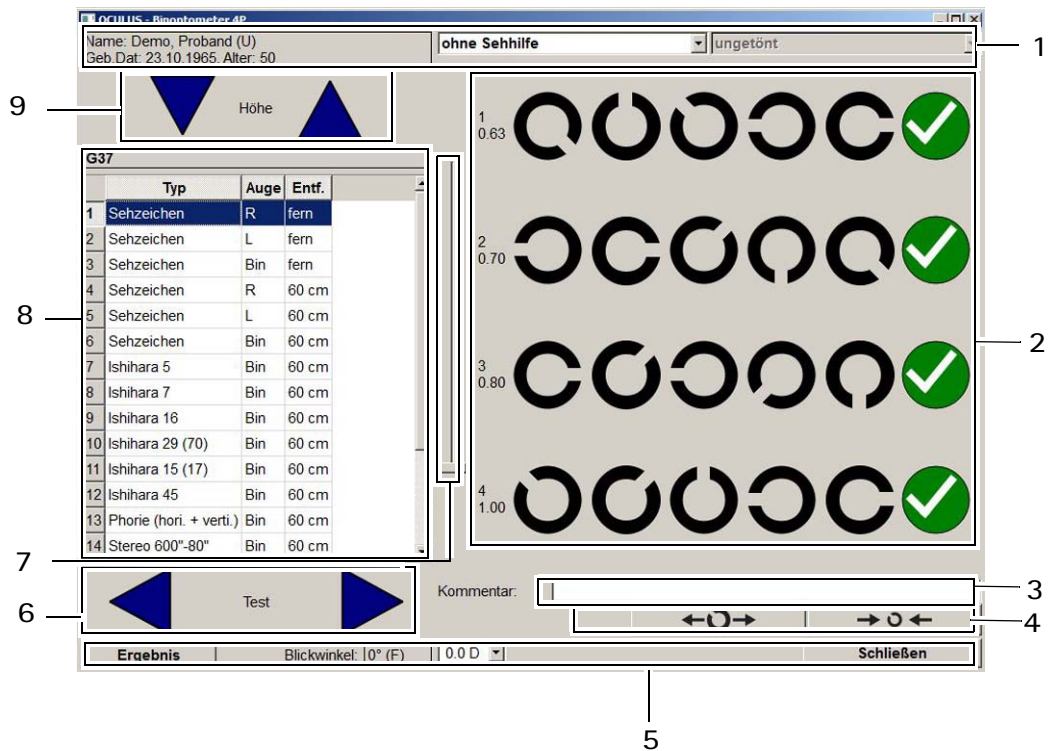 OCULUS - Binoptometer 4P
Name: Demo, Proband (U)
Geb.Dat: 23.10.1965, Alter: 50
ohne Sehhilfe
ungetönt
1
9
Höhe
G37
Typ Auge Entf.
1 Sehzeichen R fern
2 Sehzeichen L fern
3 Sehzeichen Bin fern
4 Sehzeichen R 60 cm
5 Sehzeichen L 60 cm
6 Sehzeichen Bin 60 cm
7 Ishihara 5 Bin 60 cm
8 Ishihara 7 Bin 60 cm
9 Ishihara 16 Bin 60 cm
10 Ishihara 29 (70) Bin 60 cm
11 Ishihara 15 (17) Bin 60 cm
12 Ishihara 45 Bin 60 cm
13 Phorie (hori. + verti.) Bin 60 cm
14 Stereo 600"-80" Bin 60 cm
8
1
0.63
2
0.70
3
0.80
4
1.00
2
7
6
Test
Kommentar:
3
4
Ergebnis Blickwinkel: 0° (F) 0.0 D Schließen
5